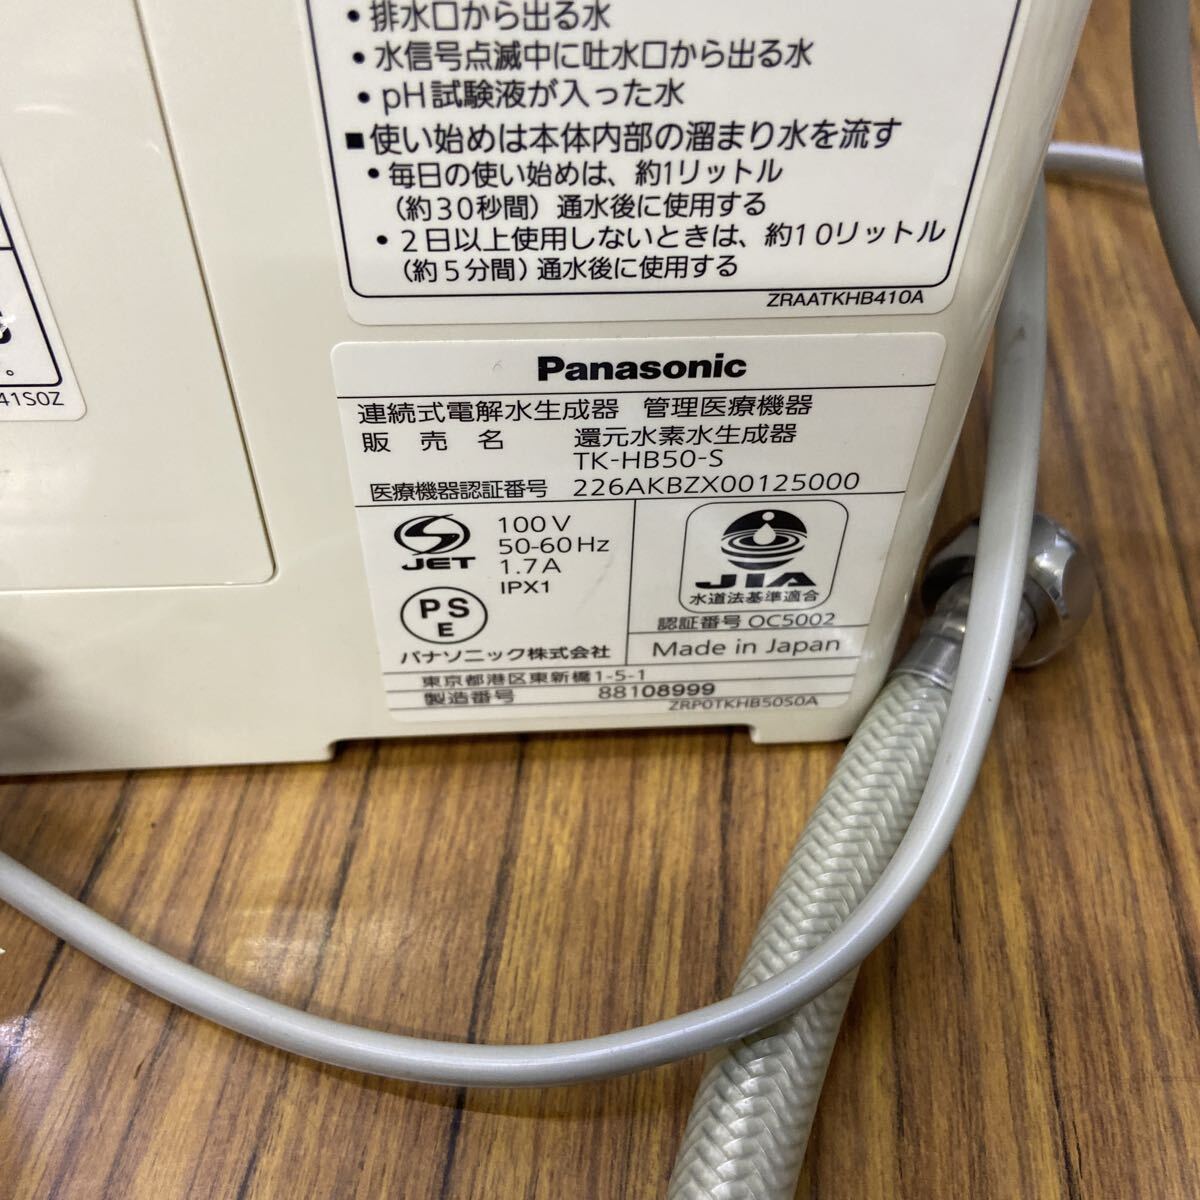 • 排水口から出る水
• 水信号点滅中に吐水口から出る水
• pH試験液が入った水
■使い始めは本体内部の溜まり水を流す
• 毎日の使い始めは、約1リットル
(約30秒間) 通水後に使用する
• 2日以上使用しないときは、約10リットル
(約5分間) 通水後に使用する
ZRAATKHB410A
。
41S0Z
Panasonic
連続式電解水生成器 管理医療機器
販売名 還元水素水生成器
TK-HB50-S
医療機器認証番号 226AKBZX00125000
JET
100V
50-60Hz
1.7A
IPX1
PSE
パナソニック株式会社
JIA
水道法基準適合
認証番号 OC5002
Made in Japan
東京都港区東新橋1-5-1
製造番号 88108999
ZRP0TKHB50S0A